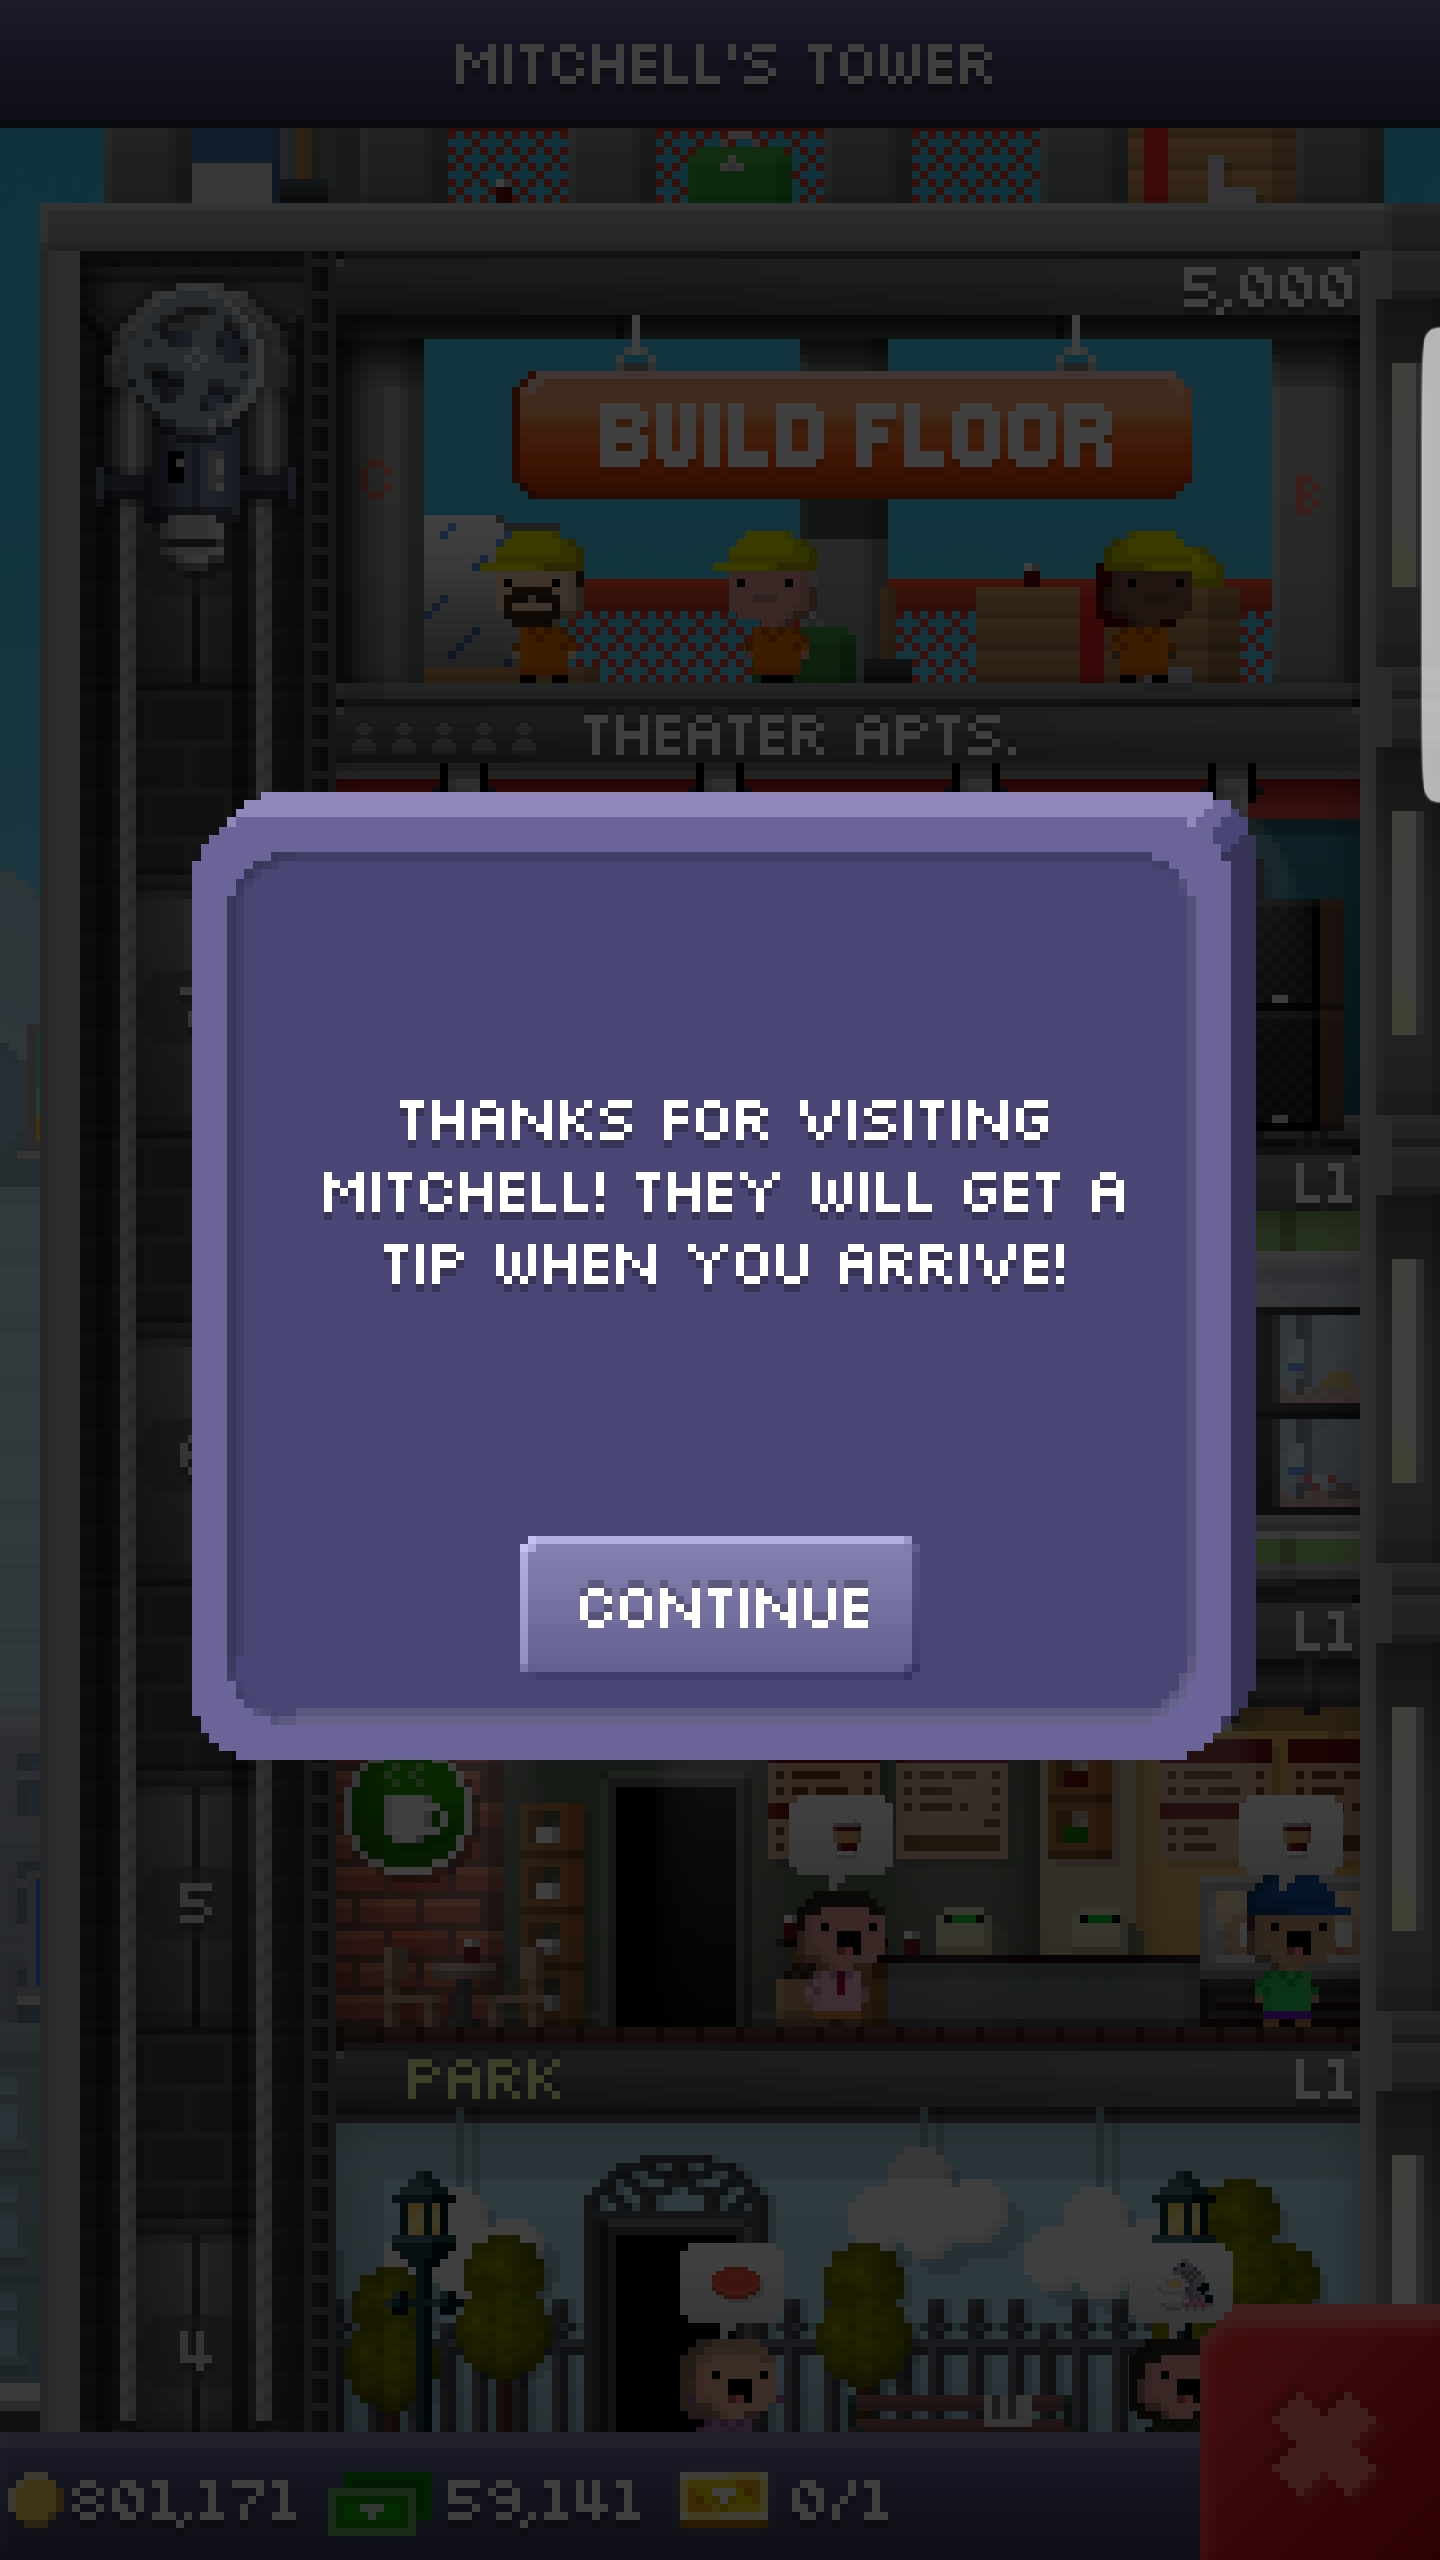 MITCHELL'S TOWER
5,000
BUILD FLOOR
C
B
THEATER APTS.
THANKS FOR VISITING
MITCHELL! THEY WILL GET A
TIP WHEN YOU ARRIVE!
L1
CONTINUE
L1
5
PARK
L1
4
801,171
59,141
0/1